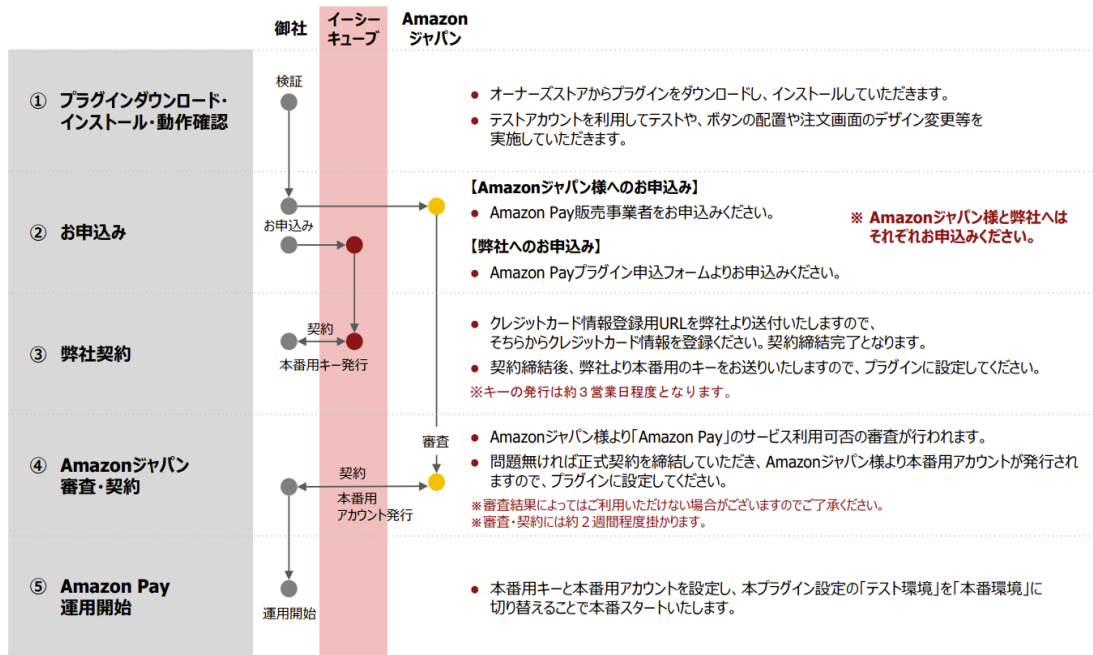 御社
イーシー
キューブ
Amazon
ジャパン
① プラグインダウンロード・
インストール・動作確認
検証
● オーナーズストアからプラグインをダウンロードし、インストールしていただきます。
● テストアカウントを利用してテストや、ボタンの配置や注文画面のデザイン変更等を
実施していただきます。
② お申込み
お申込み
【Amazonジャパン様へのお申込み】
● Amazon Pay販売事業者をお申込みください。
【弊社へのお申込み】
● Amazon Payプラグイン申込フォームよりお申込みください。
※ Amazonジャパン様と弊社へは
それぞれお申込みください。
③ 弊社契約
契約
本番用キー発行
● クレジットカード情報登録用URLを弊社より送付いたしますので、
そちらからクレジットカード情報を登録ください。契約締結完了となります。
● 契約締結後、弊社より本番用のキーをお送りいたしますので、プラグインに設定してください。
※キーの発行は約３営業日程度となります。
④ Amazonジャパン
審査・契約
審査
契約
本番用
アカウント発行
● Amazonジャパン様より「Amazon Pay」のサービス利用可否の審査が行われます。
● 問題無ければ正式契約を締結していただき、Amazonジャパン様より本番用アカウントが発行され
ますので、プラグインに設定してください。
※審査結果によってはご利用いただけない場合がございますのでご了承ください。
※審査・契約には約２週間程度掛かります。
⑤ Amazon Pay
運用開始
運用開始
● 本番用キーと本番用アカウントを設定し、本プラグイン設定の「テスト環境」を「本番環境」に
切り替えることで本番スタートいたします。